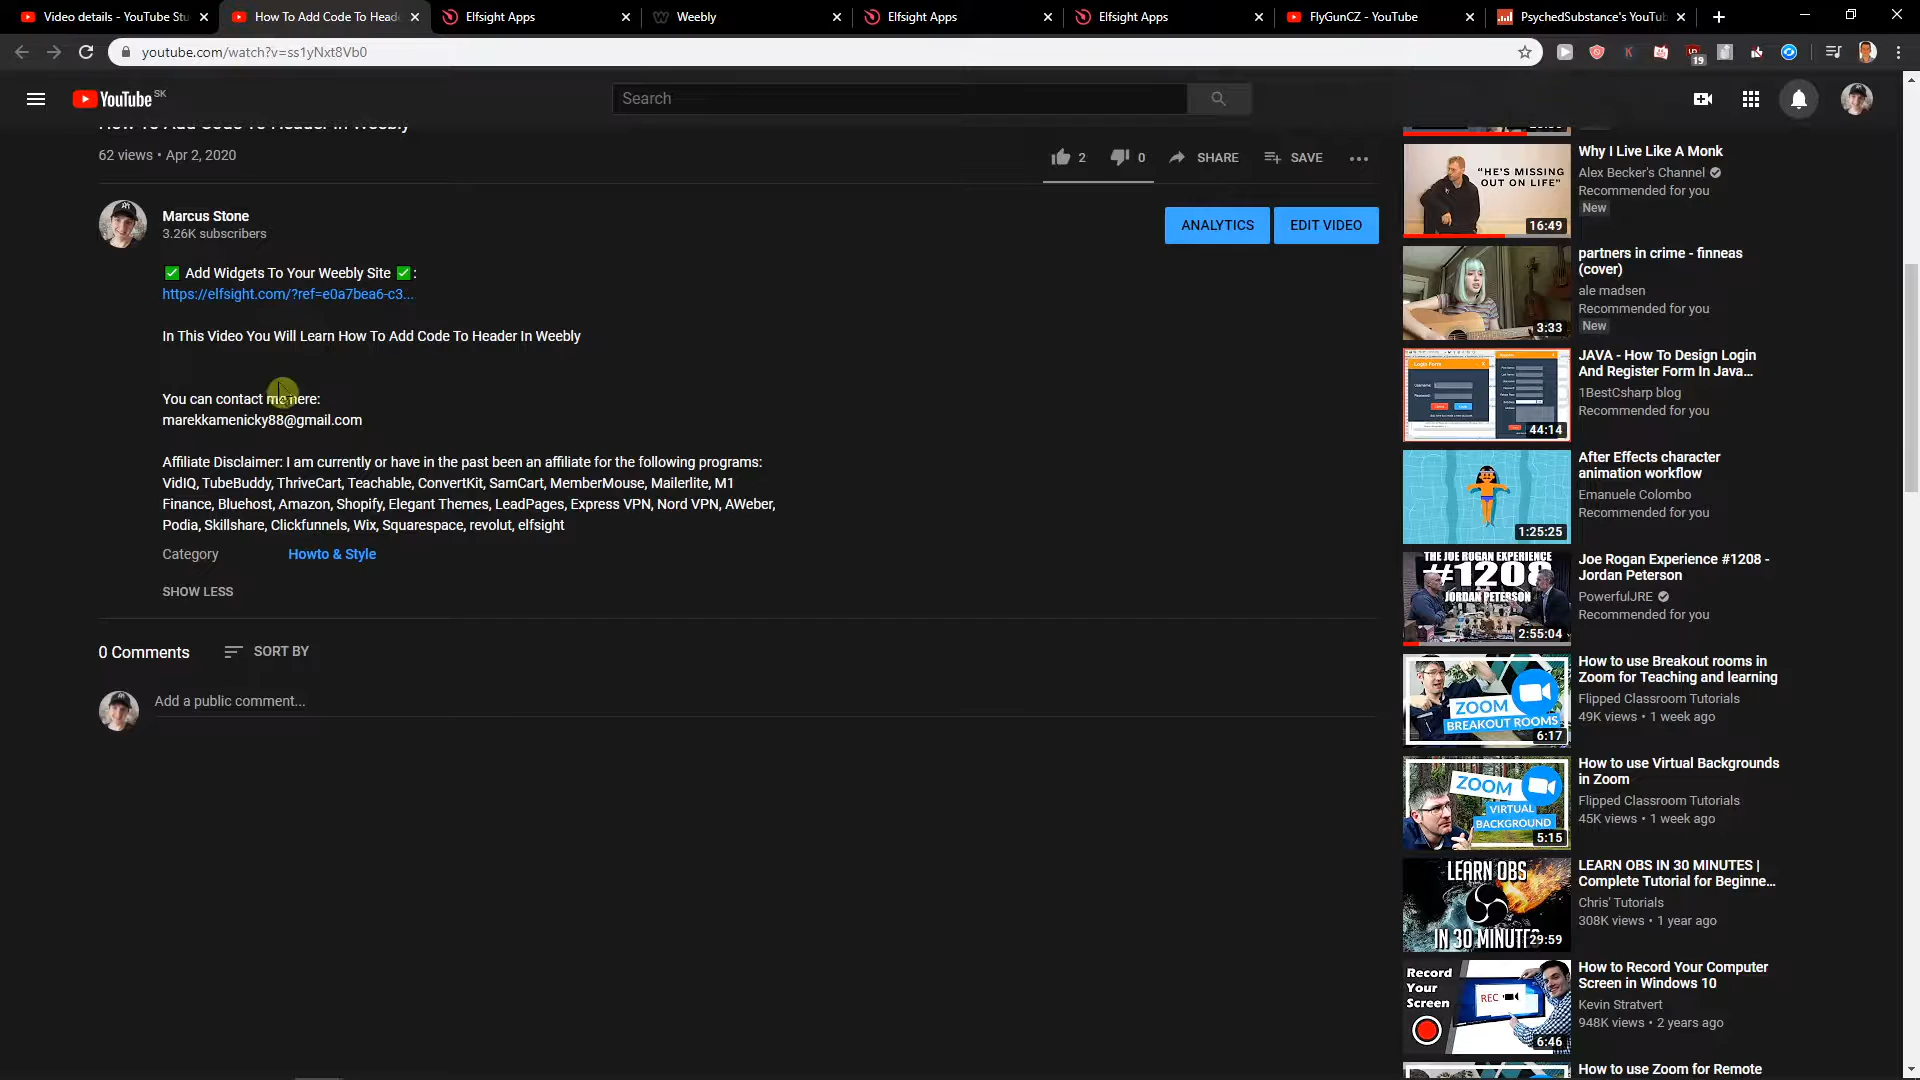 Video details - YouTube Stu
How To Add Code To Heade
Elfsight Apps
Weebly
Elfsight Apps
Elfsight Apps
FlyGunCZ - YouTube
PsychedSubstance's YouTub
youtube.com/watch?v=ss1yNxt8Vb0
19
YouTube SK
Search
How To Add Code To Header In Weebly
62 views • Apr 2, 2020
2
0
SHARE
SAVE
Marcus Stone
3.26K subscribers
ANALYTICS
EDIT VIDEO
✅ Add Widgets To Your Weebly Site ✅:
https://elfsight.com/?ref=e0a7bea6-c3...
In This Video You Will Learn How To Add Code To Header In Weebly
You can contact me here:
marekkamenicky88@gmail.com
Affiliate Disclaimer: I am currently or have in the past been an affiliate for the following programs:
VidIQ, TubeBuddy, ThriveCart, Teachable, ConvertKit, SamCart, MemberMouse, Mailerlite, M1
Finance, Bluehost, Amazon, Shopify, Elegant Themes, LeadPages, Express VPN, Nord VPN, AWeber,
Podia, Skillshare, Clickfunnels, Wix, Squarespace, revolut, elfsight
Category
Howto & Style
SHOW LESS
0 Comments
SORT BY
Add a public comment...
"HE'S MISSING
OUT ON LIFE"
16:49
Why I Live Like A Monk
Alex Becker's Channel
Recommended for you
New
3:33
partners in crime - finneas
(cover)
ale madsen
Recommended for you
New
44:14
JAVA - How To Design Login
And Register Form In Java...
1BestCsharp blog
Recommended for you
1:25:25
After Effects character
animation workflow
Emanuele Colombo
Recommended for you
THE JOE ROGAN EXPERIENCE
#1208
JORDAN PETERSON
2:55:04
Joe Rogan Experience #1208 -
Jordan Peterson
PowerfulJRE
Recommended for you
ZOOM
BREAKOUT ROOMS
6:17
How to use Breakout rooms in
Zoom for Teaching and learning
Flipped Classroom Tutorials
49K views • 1 week ago
ZOOM
VIRTUAL
BACKGROUND
5:15
How to use Virtual Backgrounds
in Zoom
Flipped Classroom Tutorials
45K views • 1 week ago
LEARN OBS
IN 30 MINUTES
29:59
LEARN OBS IN 30 MINUTES |
Complete Tutorial for Beginne...
Chris' Tutorials
308K views • 1 year ago
Record
Your
Screen
REC
6:46
How to Record Your Computer
Screen in Windows 10
Kevin Stratvert
948K views • 2 years ago
How to use Zoom for Remote